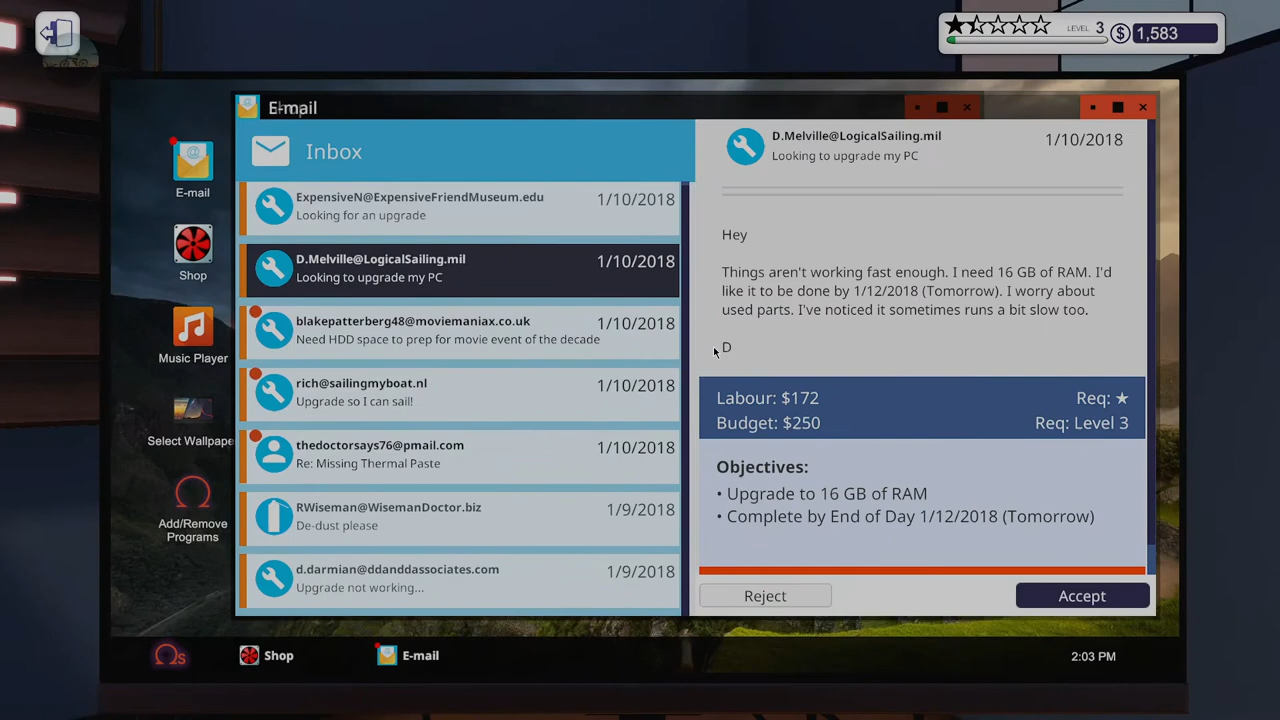 LEVEL 3
$ 1,583
E-mail
Inbox
ExpensiveN@ExpensiveFriendMuseum.edu 1/10/2018
Looking for an upgrade
D.Melville@LogicalSailing.mil 1/10/2018
Looking to upgrade my PC
blakepatterberg48@moviemaniax.co.uk 1/10/2018
Need HDD space to prep for movie event of the decade
rich@sailingmyboat.nl 1/10/2018
Upgrade so I can sail!
thedoctorsays76@pmail.com 1/10/2018
Re: Missing Thermal Paste
RWiseman@WisemanDoctor.biz 1/9/2018
De-dust please
d.darmian@ddanddassociates.com 1/9/2018
Upgrade not working...
D.Melville@LogicalSailing.mil 1/10/2018
Looking to upgrade my PC
Hey
Things aren't working fast enough. I need 16 GB of RAM. I'd
like it to be done by 1/12/2018 (Tomorrow). I worry about
used parts. I've noticed it sometimes runs a bit slow too.
D
Labour: $172 Req: ★
Budget: $250 Req: Level 3
Objectives:
• Upgrade to 16 GB of RAM
• Complete by End of Day 1/12/2018 (Tomorrow)
Reject Accept
E-mail
Shop
Music Player
Select Wallpape
Add/Remove
Programs
Ωs Shop E-mail 2:03 PM